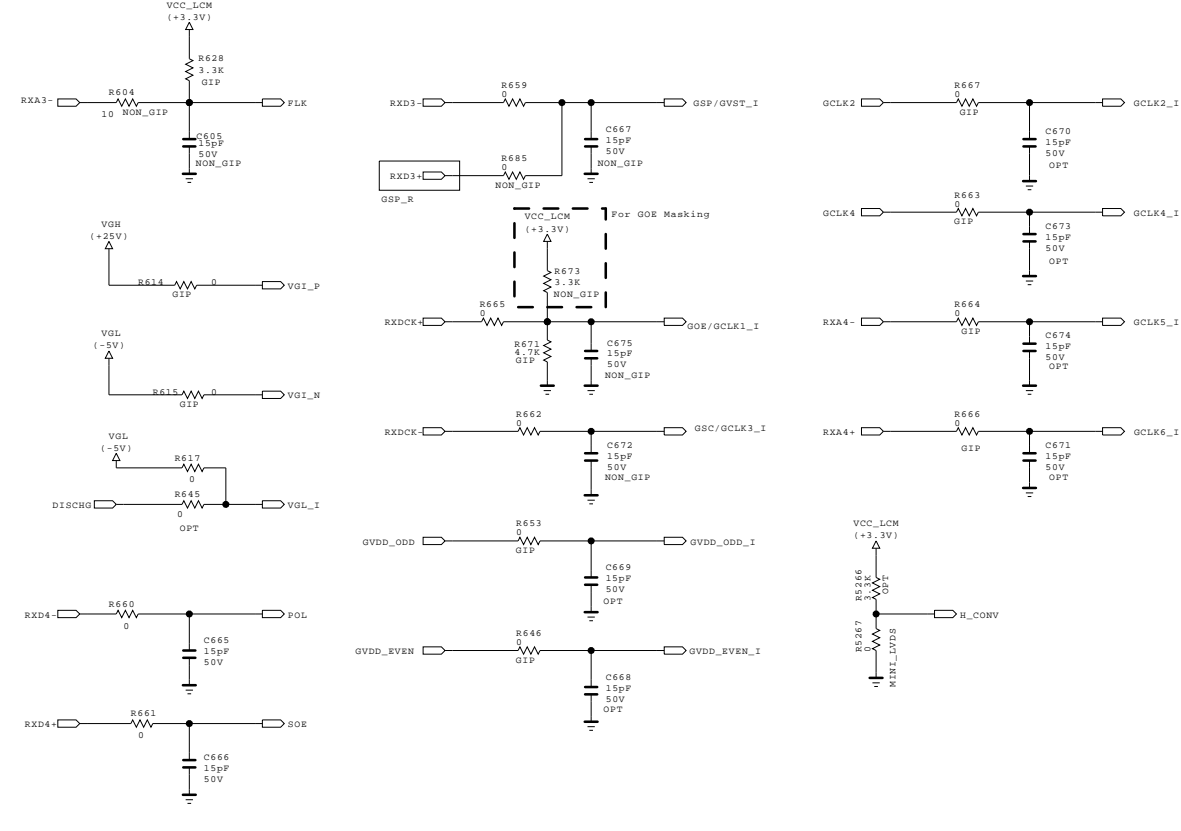 VCC_LCM
(+3.3V)
R628
3.3K
GIP
RXA3-
R604
10 NON_GIP
FLK
C605
15pF
50V
NON_GIP
VGH
(+25V)
R614 0
GIP
VGI_P
VGL
(-5V)
R615 0
GIP
VGI_N
VGL
(-5V)
R617
0
DISCHG
R645
0
OPT
VGL_I
RXD4-
R660
0
POL
C665
15pF
50V
RXD4+
R661
0
SOE
C666
15pF
50V
RXD3-
R659
0
GSP/GVST_I
C667
15pF
50V
NON_GIP
RXD3+
R685
0
NON_GIP
GSP_R
VCC_LCM
(+3.3V)
For GOE Masking
R673
3.3K
NON_GIP
RXDCK+
R665
0
GOE/GCLK1_I
R671
4.7K
GIP
C675
15pF
50V
NON_GIP
RXDCK-
R662
0
GSC/GCLK3_I
C672
15pF
50V
NON_GIP
GVDD_ODD
R653
0
GIP
GVDD_ODD_I
C669
15pF
50V
OPT
GVDD_EVEN
R646
0
GIP
GVDD_EVEN_I
C668
15pF
50V
OPT
GCLK2
R667
0
GIP
GCLK2_I
C670
15pF
50V
OPT
GCLK4
R663
0
GIP
GCLK4_I
C673
15pF
50V
OPT
RXA4-
R664
0
GIP
GCLK5_I
C674
15pF
50V
OPT
RXA4+
R666
0
GIP
GCLK6_I
C671
15pF
50V
OPT
VCC_LCM
(+3.3V)
R5266
3.3K
OPT
H_CONV
R5267
0
MINI_LVDS